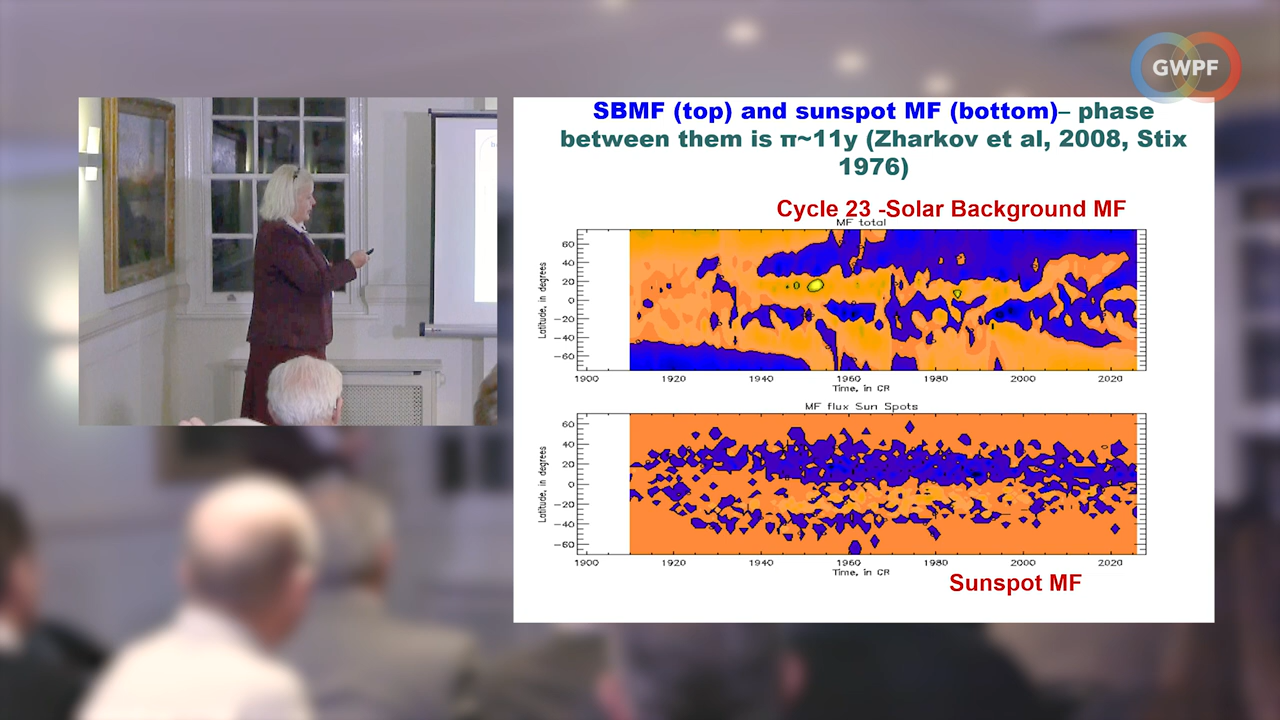 GWPF
SBMF (top) and sunspot MF (bottom)– phase
between them is π~11y (Zharkov et al, 2008, Stix
1976)
Cycle 23 -Solar Background MF
MF total
Latitude, in degrees
60
40
20
0
−20
−40
−60
1900 1920 1940 1960 1980 2000 2020
Time, in CR
MF flux Sun Spots
Latitude, in degrees
60
40
20
0
−20
−40
−60
1900 1920 1940 1960 1980 2000 2020
Time, in CR
Sunspot MF